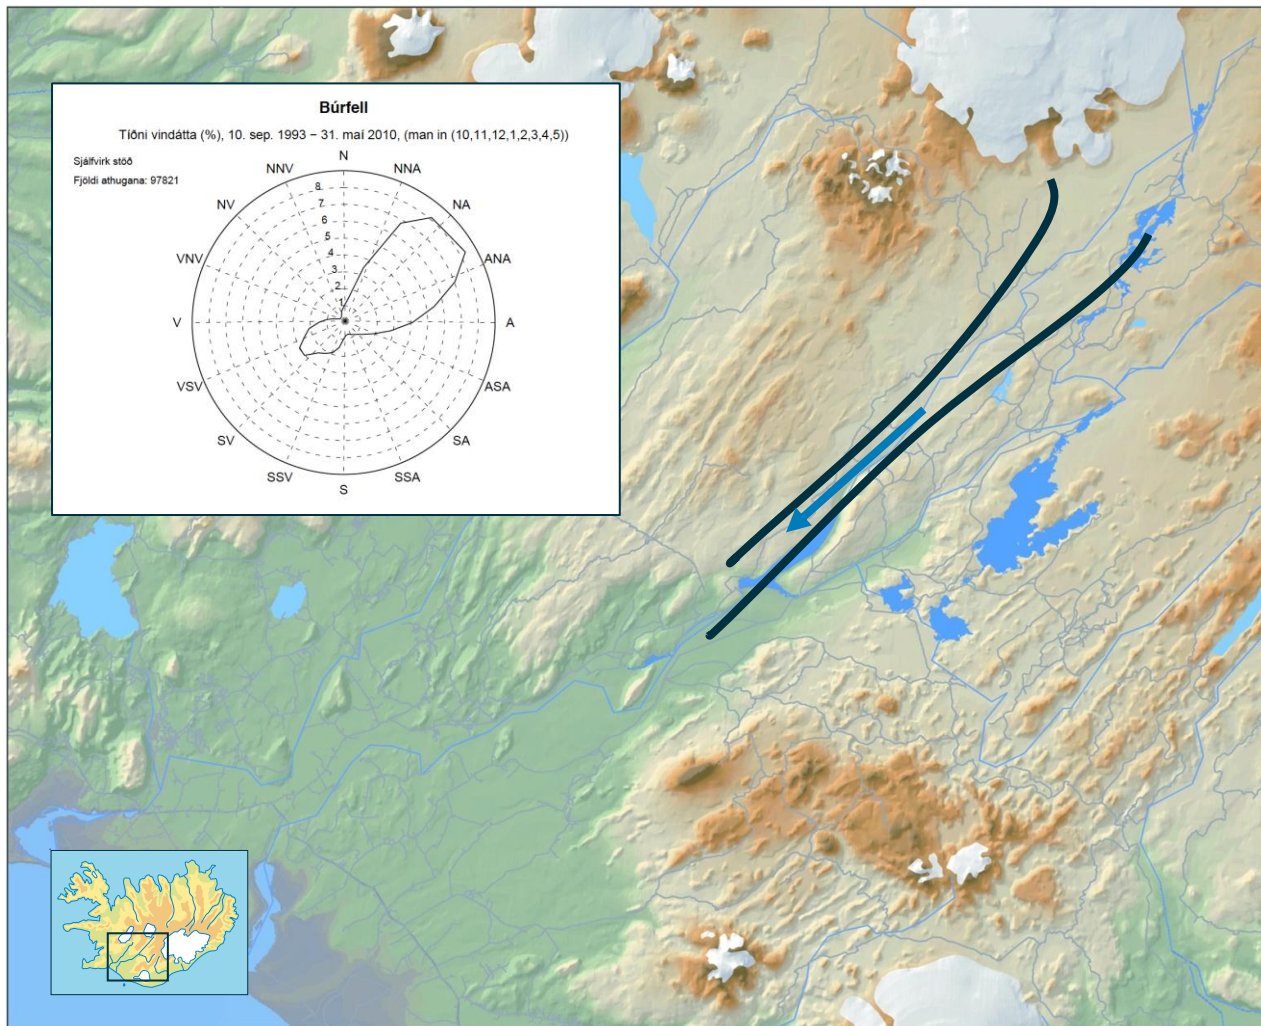 Búrfell
Tíðni vindátta (%), 10. sep. 1993 − 31. maí 2010, (man in (10,11,12,1,2,3,4,5))
Sjálfvirk stöð
Fjöldi athugana: 97821
N
NNV
NNA
NV
NA
VNV
ANA
V
A
VSV
ASA
SV
SA
SSV
SSA
S
8
7
6
5
4
3
2
1